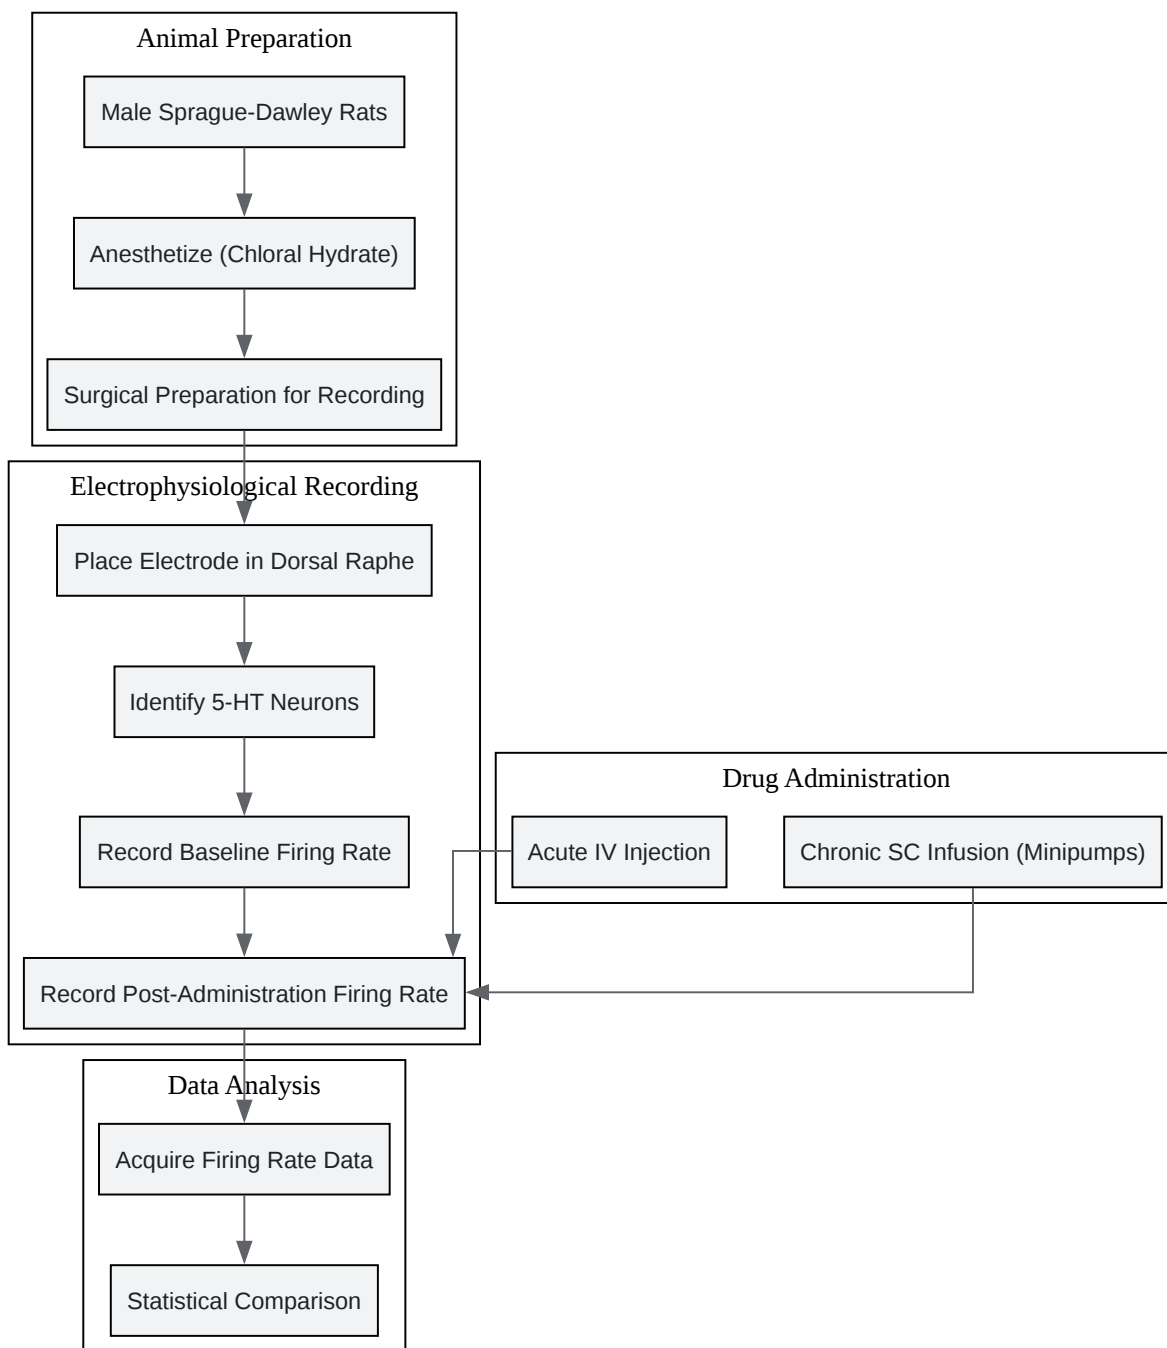 Animal Preparation
Male Sprague-Dawley Rats
Anesthetize (Chloral Hydrate)
Surgical Preparation for Recording
Electrophysiological Recording
Place Electrode in Dorsal Raphe
Identify 5-HT Neurons
Record Baseline Firing Rate
Record Post-Administration Firing Rate
Drug Administration
Acute IV Injection
Chronic SC Infusion (Minipumps)
Data Analysis
Acquire Firing Rate Data
Statistical Comparison